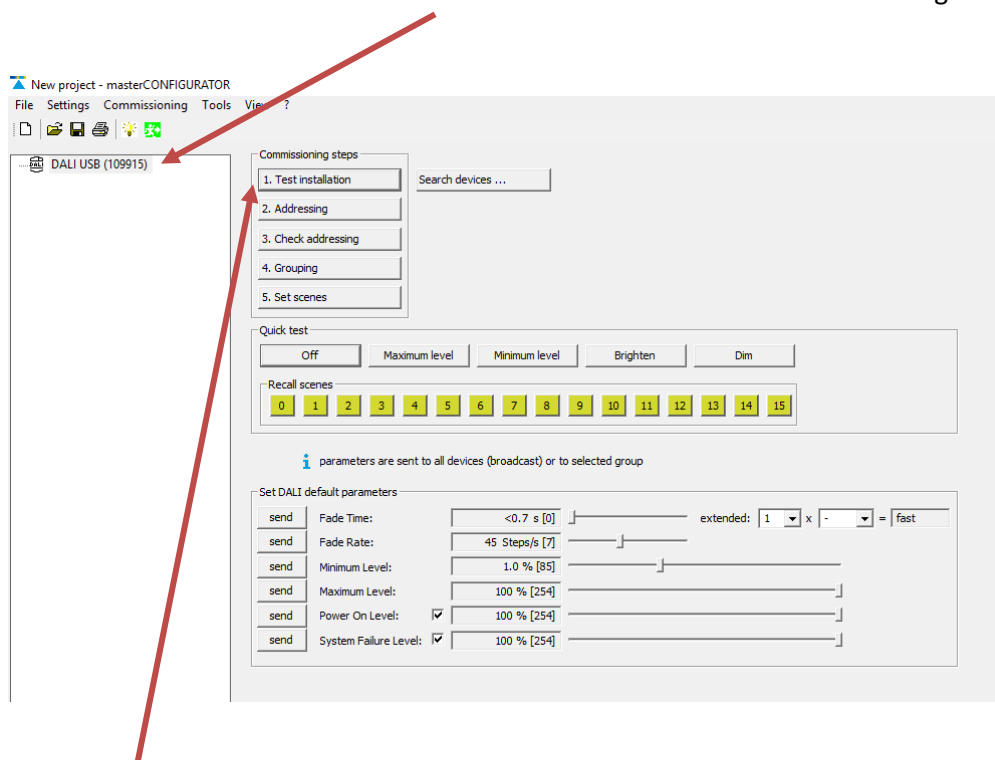 New project - masterCONFIGURATOR
File Settings Commissioning Tools View ?
DALI USB (109915)
Commissioning steps
1. Test installation
Search devices ...
2. Addressing
3. Check addressing
4. Grouping
5. Set scenes
Quick test
Off Maximum level Minimum level Brighten Dim
Recall scenes
0 1 2 3 4 5 6 7 8 9 10 11 12 13 14 15
i parameters are sent to all devices (broadcast) or to selected group
Set DALI default parameters
send Fade Time: <0.7 s [0] extended: 1 x - = fast
send Fade Rate: 45 Steps/s [7]
send Minimum Level: 1.0 % [85]
send Maximum Level: 100 % [254]
send Power On Level: 100 % [254]
send System Failure Level: 100 % [254]